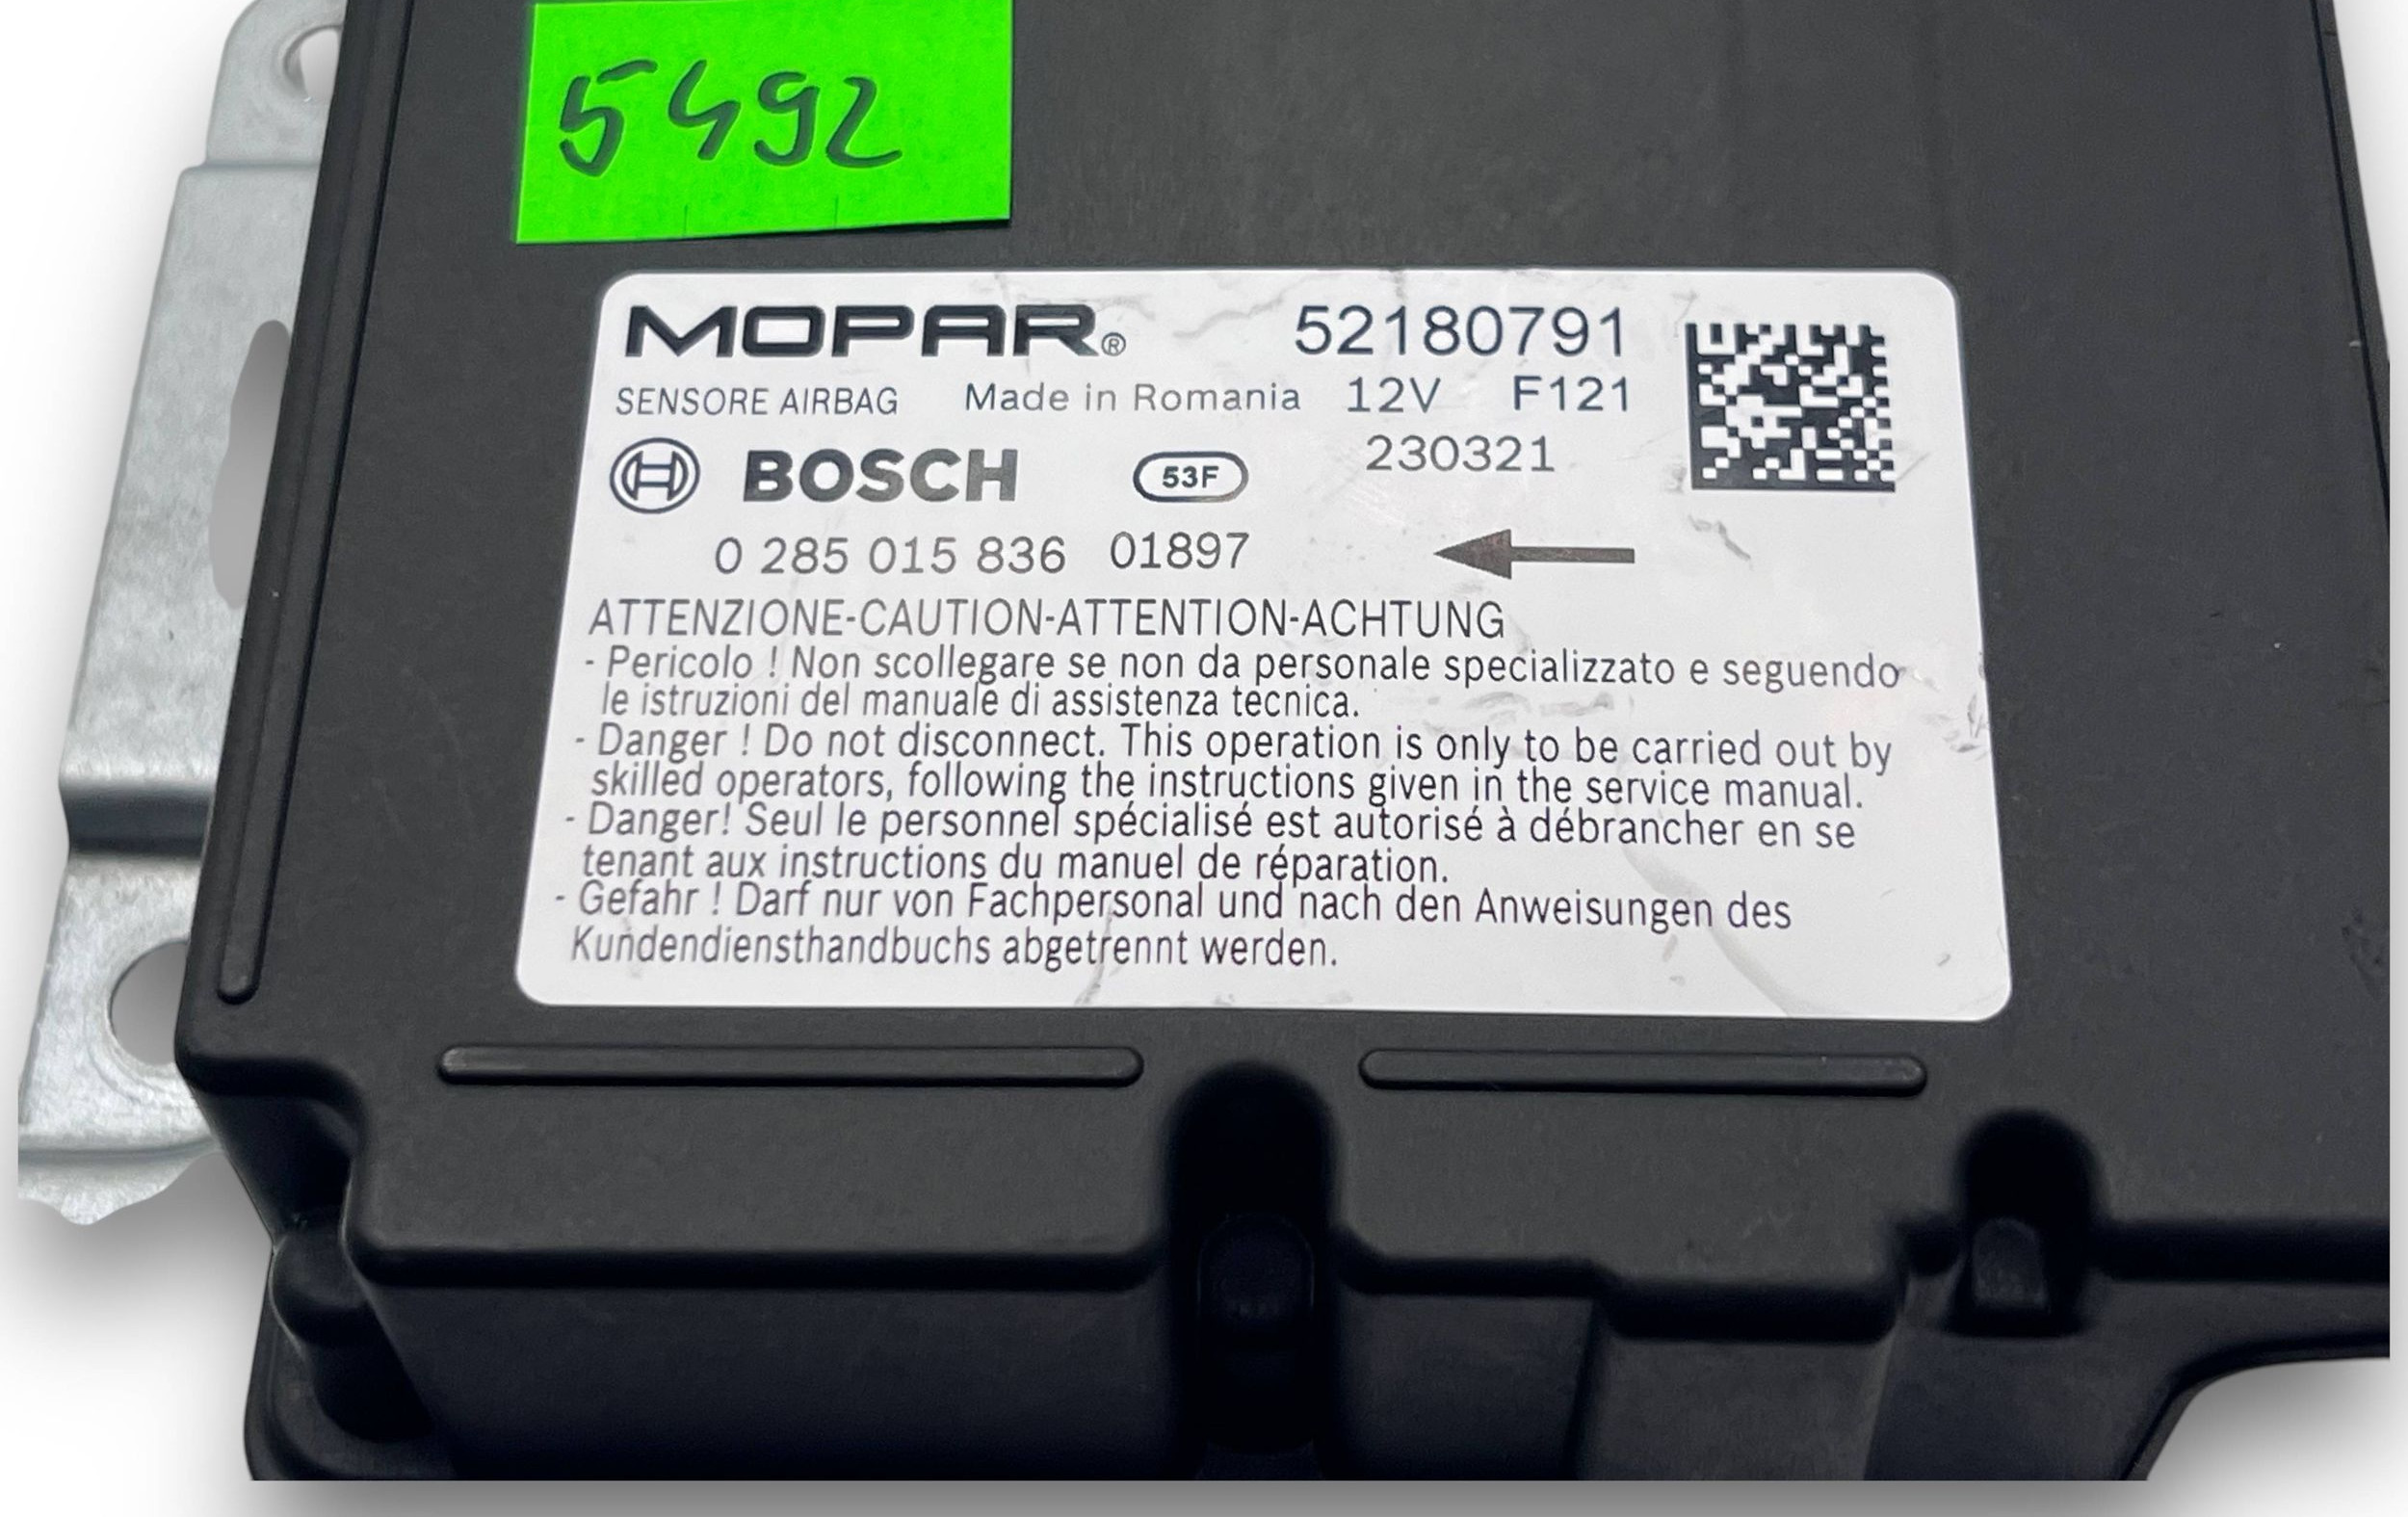 5492
MOPAR® 52180791
SENSORE AIRBAG Made in Romania 12V F121
BOSCH 53F 230321
0 285 015 836 01897
ATTENZIONE-CAUTION-ATTENTION-ACHTUNG
- Pericolo ! Non scollegare se non da personale specializzato e seguendo
le istruzioni del manuale di assistenza tecnica.
- Danger ! Do not disconnect. This operation is only to be carried out by
skilled operators, following the instructions given in the service manual.
- Danger! Seul le personnel spécialisé est autorisé à débrancher en se
tenant aux instructions du manuel de réparation.
- Gefahr ! Darf nur von Fachpersonal und nach den Anweisungen des
Kundendiensthandbuchs abgetrennt werden.